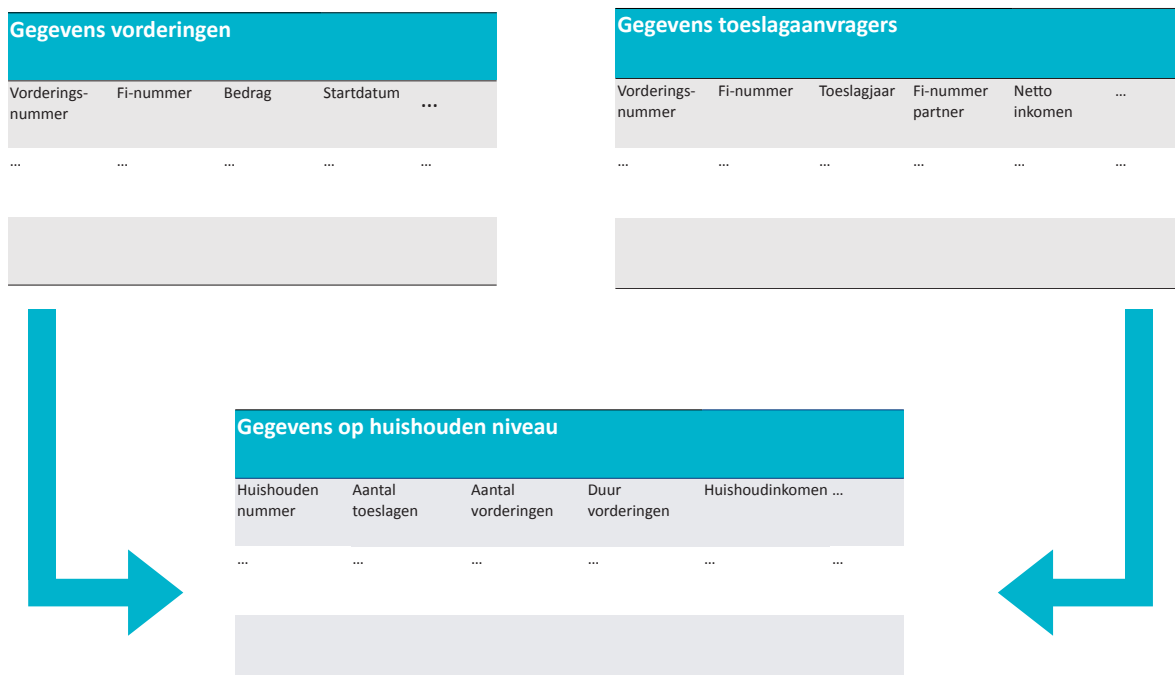 Gegevens vorderingen
Vorderings- Fi-nummer Bedrag Startdatum ...
nummer
... ... ... ... ...
Gegevens toeslagaanvragers
Vorderings- Fi-nummer Toeslagjaar Fi-nummer Netto ...
nummer partner inkomen
... ... ... ... ... ...
Gegevens op huishouden niveau
Huishouden Aantal Aantal Duur Huishoudinkomen ...
nummer toeslagen vorderingen vorderingen
... ... ... ... ... ...